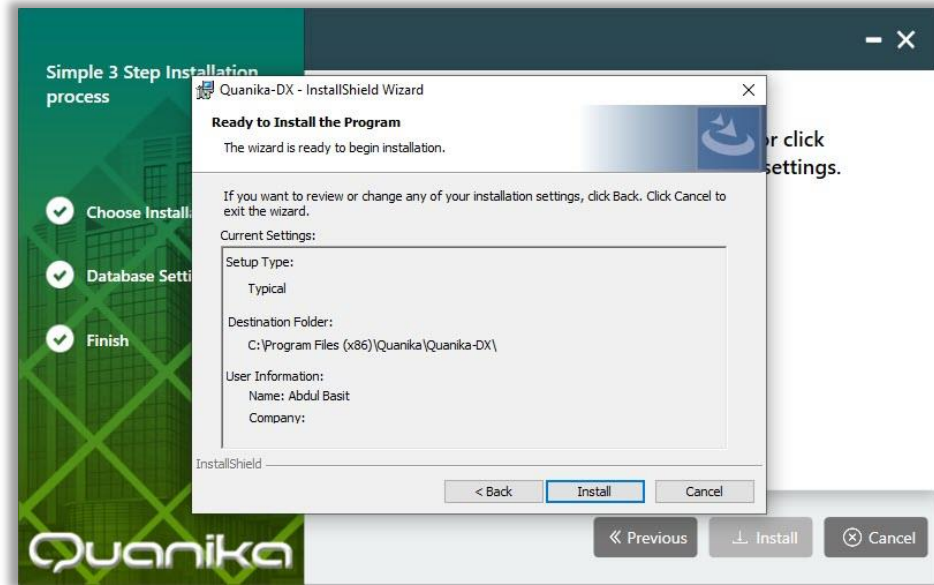 Simple 3 Step Installation
process
Choose Install
Database Setti
Finish
Quanika
r click
settings.
Quanika-DX - InstallShield Wizard
Ready to Install the Program
The wizard is ready to begin installation.
If you want to review or change any of your installation settings, click Back. Click Cancel to
exit the wizard.
Current Settings:
Setup Type:
Typical
Destination Folder:
C:\Program Files (x86)\Quanika\Quanika-DX\
User Information:
Name: Abdul Basit
Company:
InstallShield
< Back Install Cancel
Previous Install Cancel